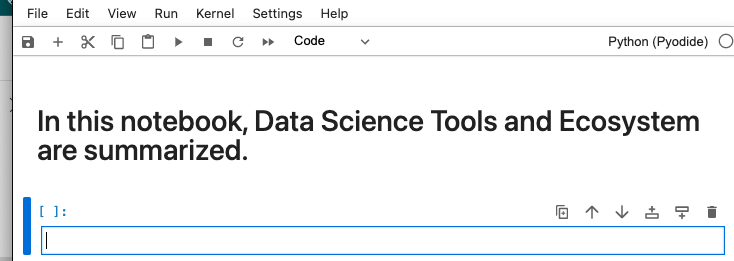 File Edit View Run Kernel Settings Help
Code Python (Pyodide)
In this notebook, Data Science Tools and Ecosystem
are summarized.
[ ]: